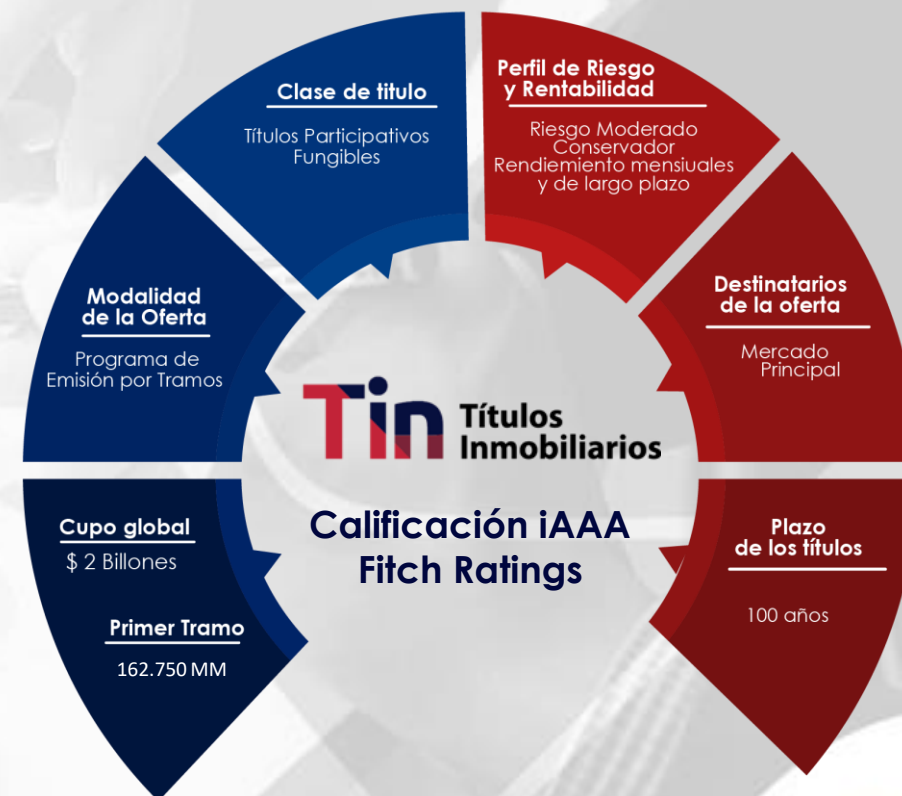 Clase de titulo
Títulos Participativos
Fungibles
Perfil de Riesgo
y Rentabilidad
Riesgo Moderado
Conservador
Rendiemiento mensiuales
y de largo plazo
Modalidad
de la Oferta
Programa de
Emisión por Tramos
Destinatarios
de la oferta
Mercado
Principal
Tin Títulos
Inmobiliarios
Calificación iAAA
Fitch Ratings
Cupo global
$ 2 Billones
Primer Tramo
162.750 MM
Plazo
de los títulos
100 años